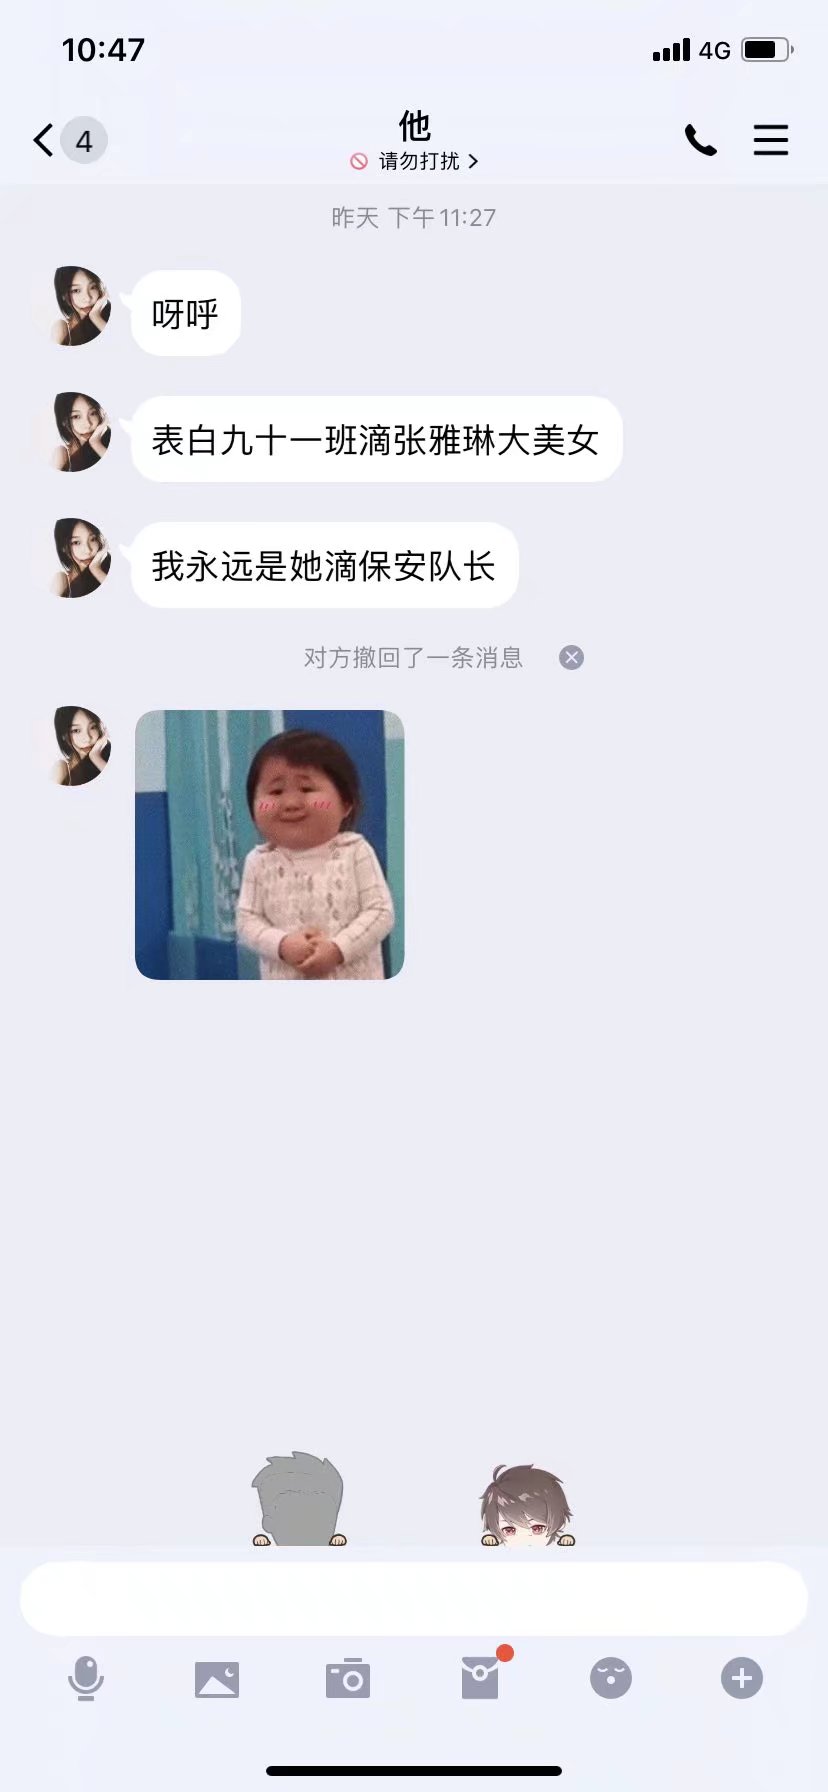 10:47
4G
4
他
请勿打扰
昨天 下午11:27
呀呼
表白九十一班滴张雅琳大美女
我永远是她滴保安队长
对方撤回了一条消息